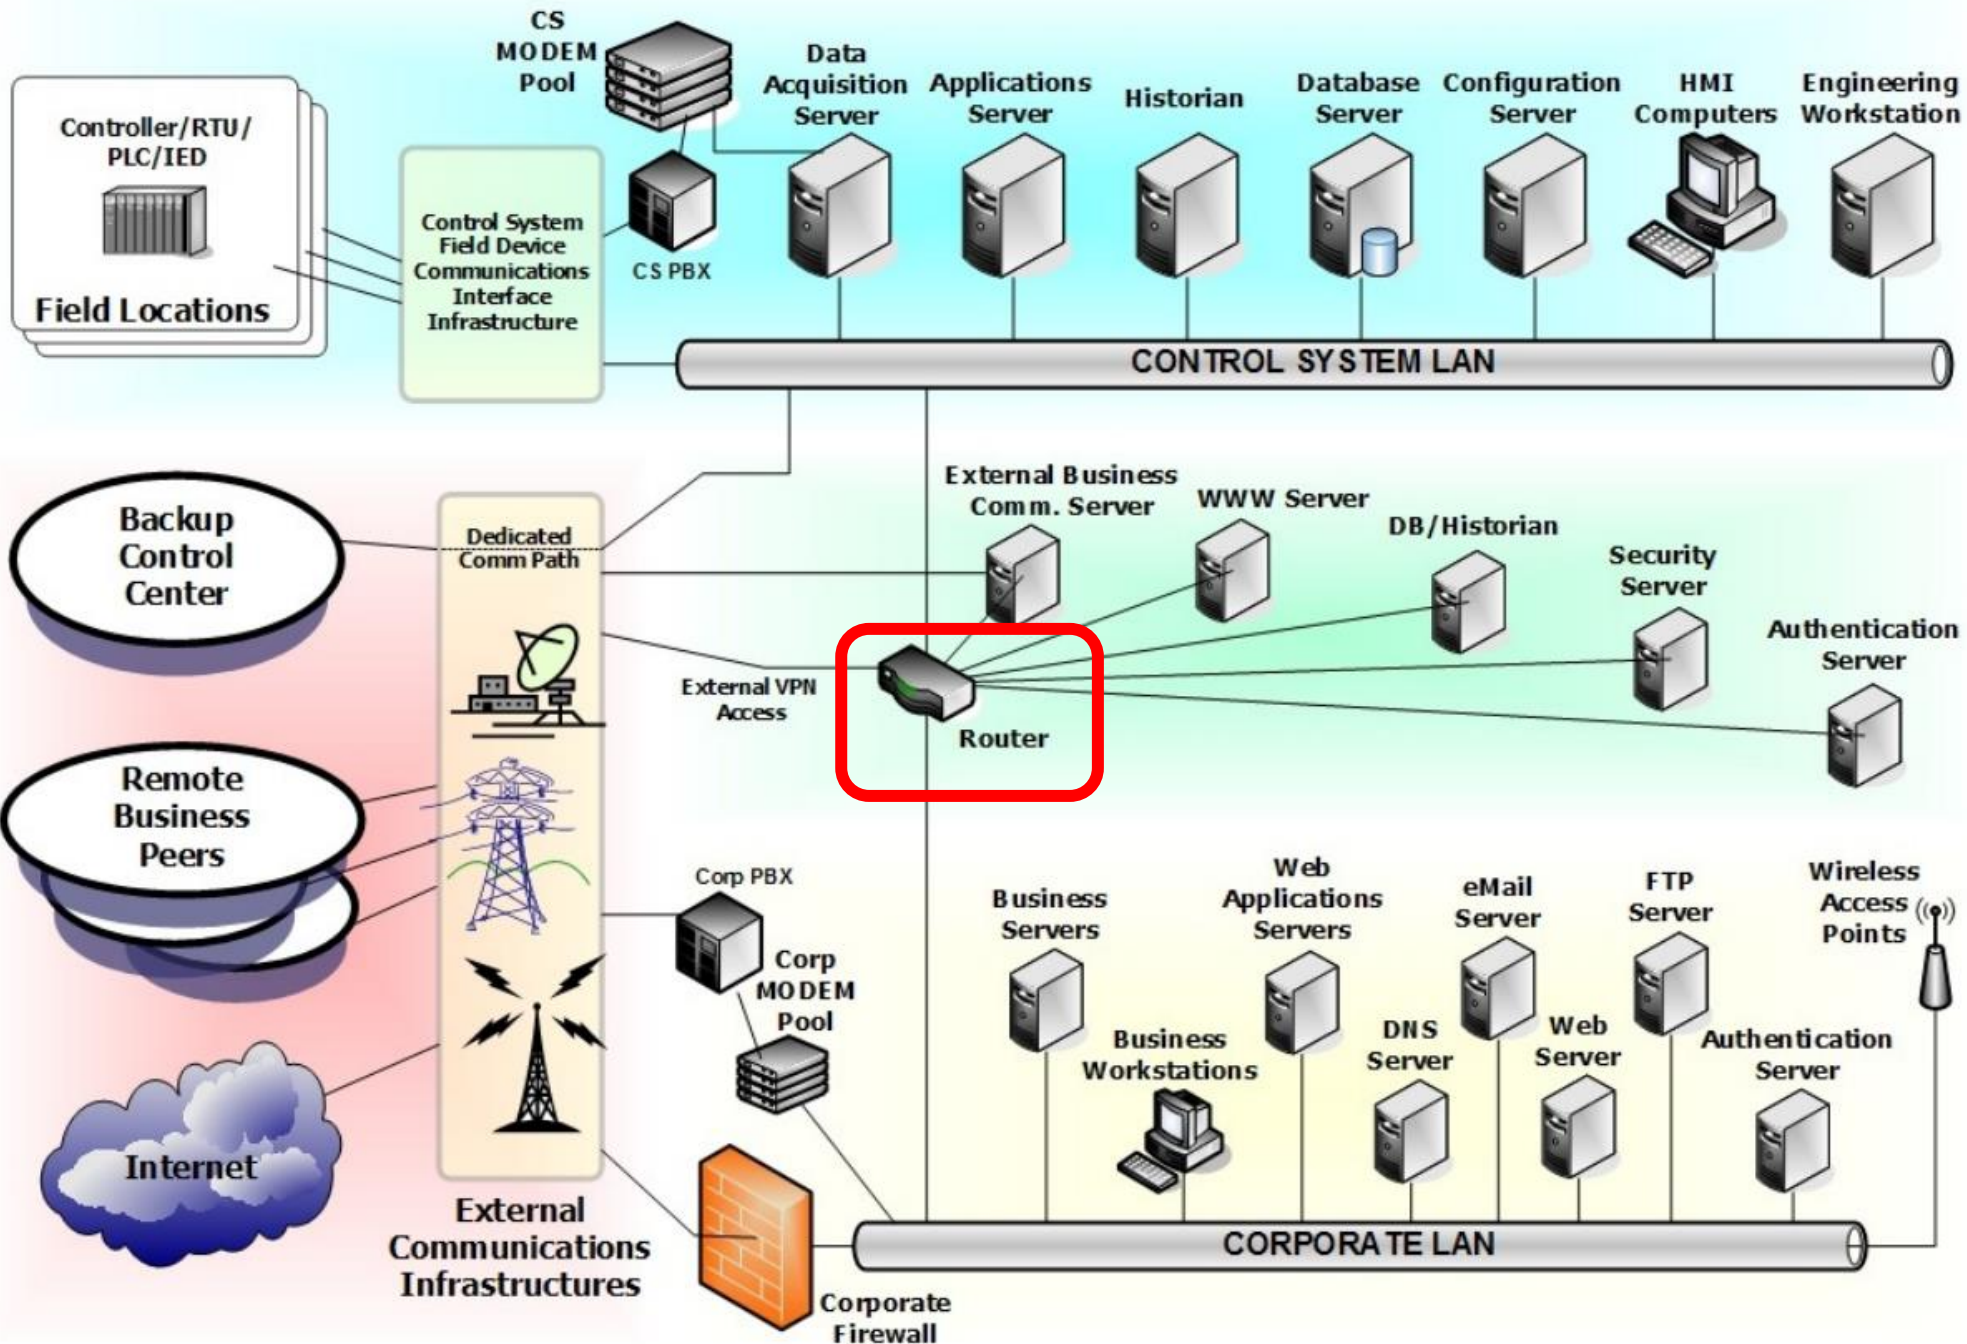 CS
MODEM
Pool
Data
Acquisition
Server
Applications
Server
Historian
Database
Server
Configuration
Server
HMI
Computers
Engineering
Workstation
Controller/RTU/
PLC/IED
Field Locations
Control System
Field Device
Communications
Interface
Infrastructure
CS PBX
CONTROL SYSTEM LAN
Backup
Control
Center
Dedicated
Comm Path
External Business
Comm. Server
WWW Server
DB/Historian
Security
Server
Authentication
Server
External VPN
Access
Router
Remote
Business
Peers
Corp PBX
Corp
MODEM
Pool
Business
Servers
Web
Applications
Servers
eMail
Server
FTP
Server
Wireless
Access
Points
Business
Workstations
DNS
Server
Web
Server
Authentication
Server
Internet
External
Communications
Infrastructures
CORPORATE LAN
Corporate
Firewall